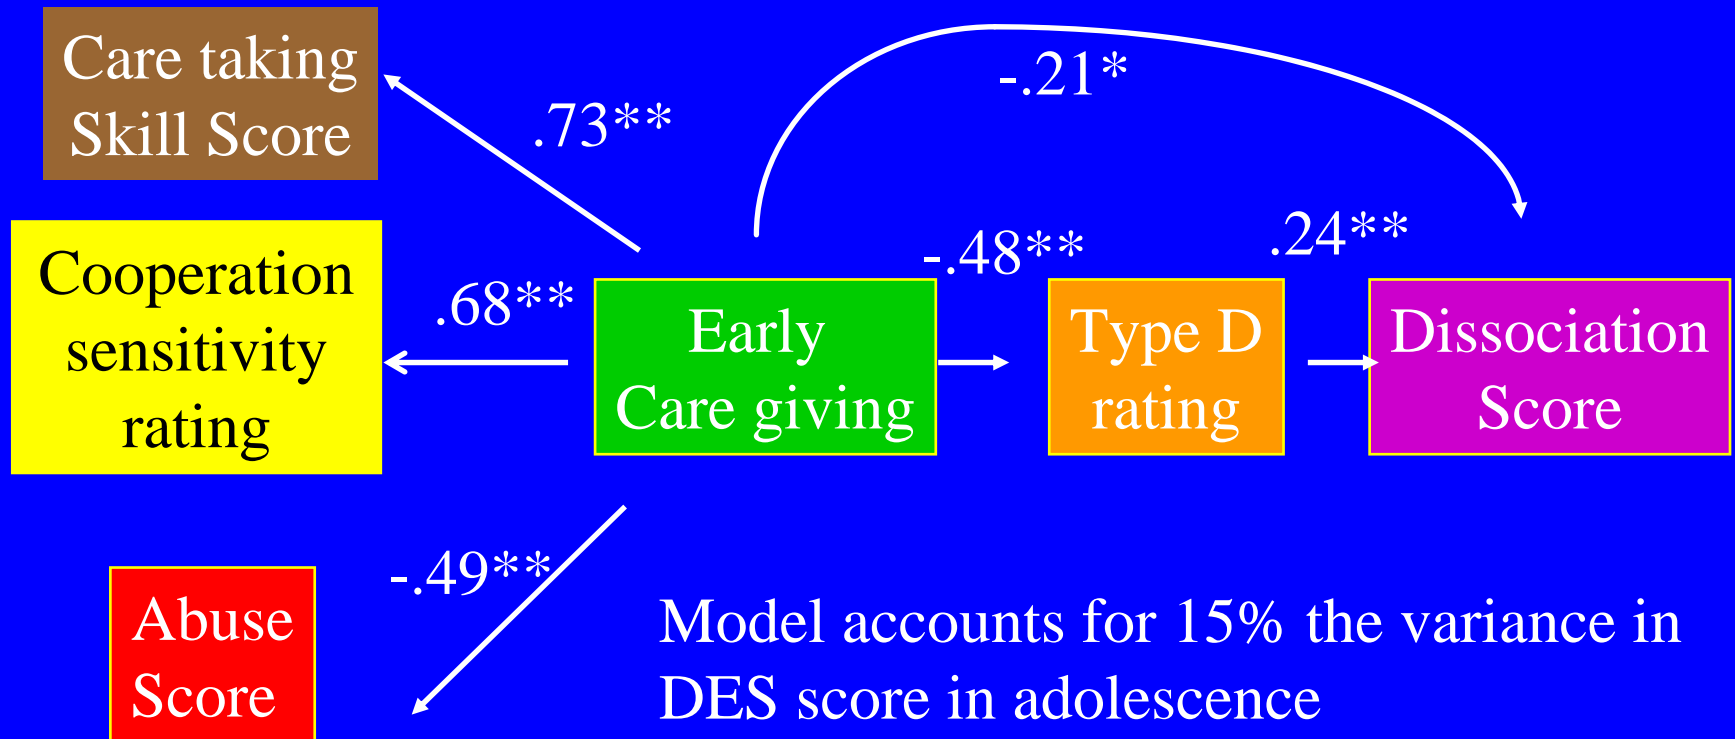 Care taking
Skill Score
.73**
-.21*
Cooperation
sensitivity
rating
.68**
Early
Care giving
-.48**
Type D
rating
.24**
Dissociation
Score
-.49**
Abuse
Score
Model accounts for 15% the variance in
DES score in adolescence